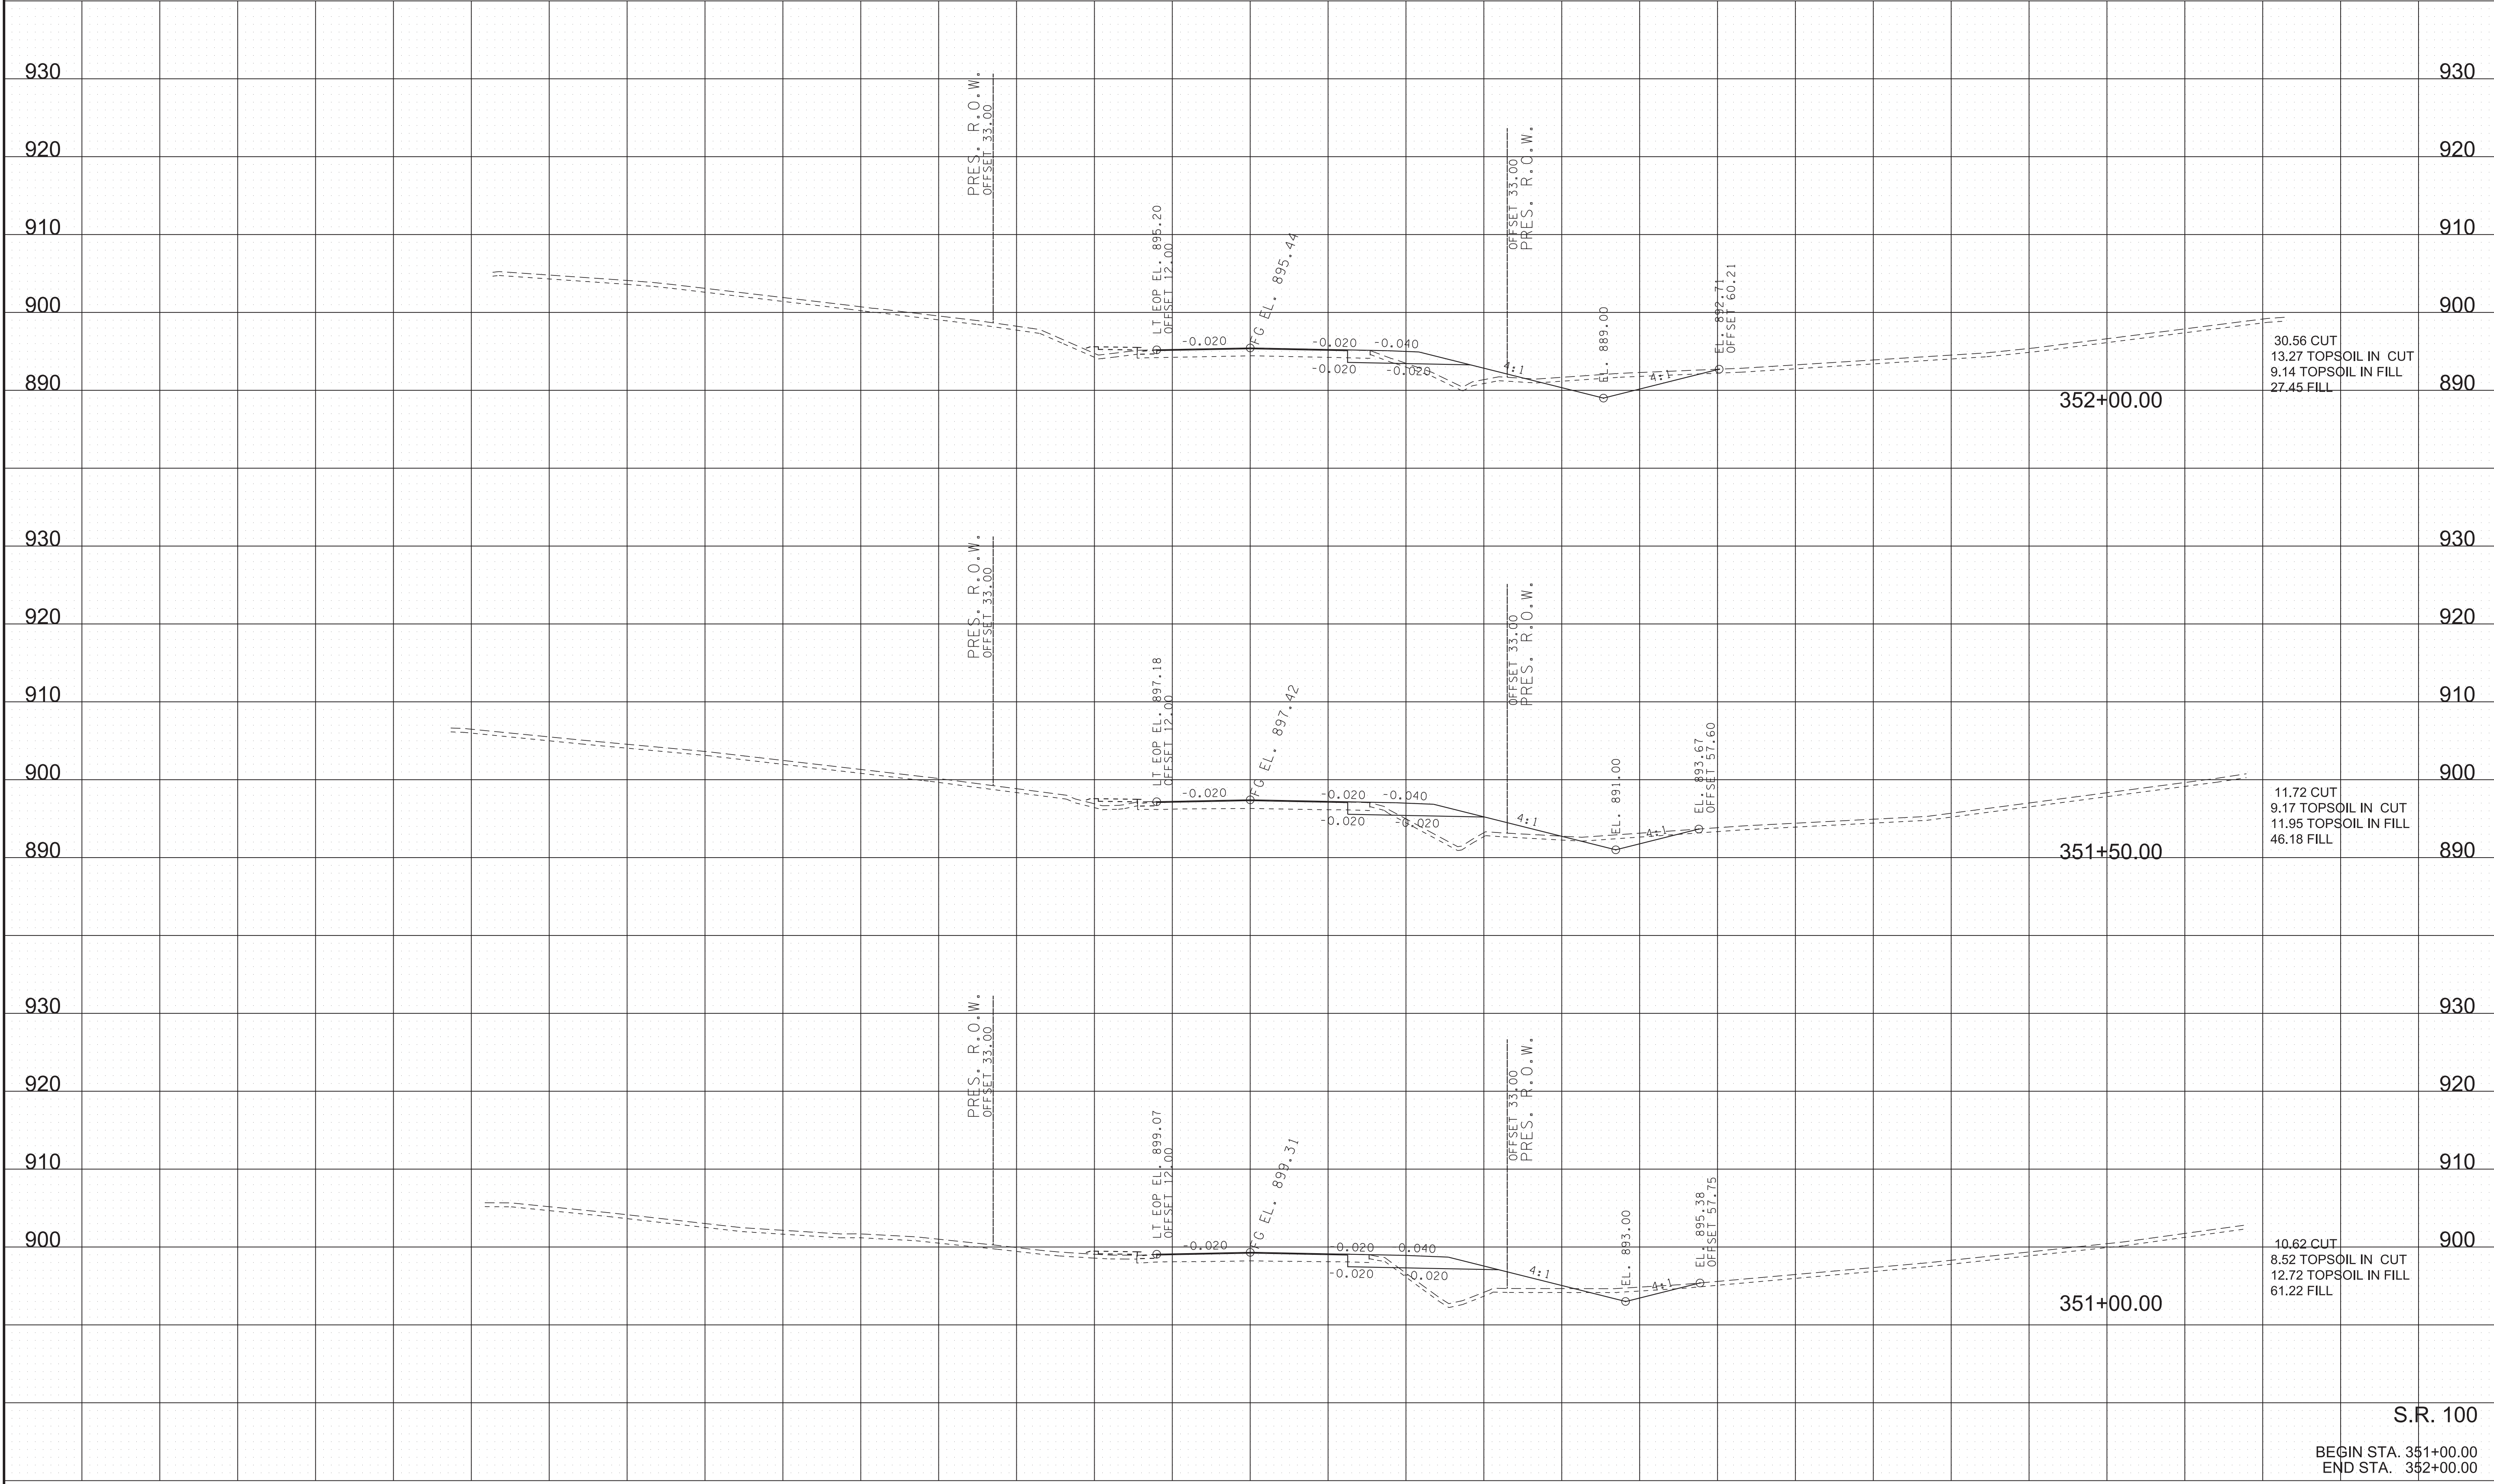 930
930
920
920
910
910
900
900
890
890
PRES. R.O.W.
OFFSET 33.00
LT EOP EL. 895.20
OFFSET 12.00
FG EL. 895.44
OFFSET 33.00
PRES. R.O.W.
EL. 889.00
EL. 892.71
OFFSET 60.21
-0.020
-0.020
-0.040
-0.020
-0.020
4:1
4:1
30.56 CUT
13.27 TOPSOIL IN CUT
9.14 TOPSOIL IN FILL
27.45 FILL
352+00.00
930
930
920
920
910
910
900
900
890
890
PRES. R.O.W.
OFFSET 33.00
LT EOP EL. 897.18
OFFSET 12.00
FG EL. 897.42
OFFSET 33.00
PRES. R.O.W.
EL. 891.00
EL. 893.67
OFFSET 57.60
-0.020
-0.020
-0.040
-0.020
-0.020
4:1
4:1
11.72 CUT
9.17 TOPSOIL IN CUT
11.95 TOPSOIL IN FILL
46.18 FILL
351+50.00
930
930
920
920
910
910
900
900
PRES. R.O.W.
OFFSET 33.00
LT EOP EL. 899.07
OFFSET 12.00
FG EL. 899.31
OFFSET 33.00
PRES. R.O.W.
EL. 893.00
EL. 895.38
OFFSET 57.75
-0.020
-0.020
0.040
-0.020
-0.020
4:1
4:1
10.62 CUT
8.52 TOPSOIL IN CUT
12.72 TOPSOIL IN FILL
61.22 FILL
351+00.00
S.R. 100
BEGIN STA. 351+00.00
END STA. 352+00.00